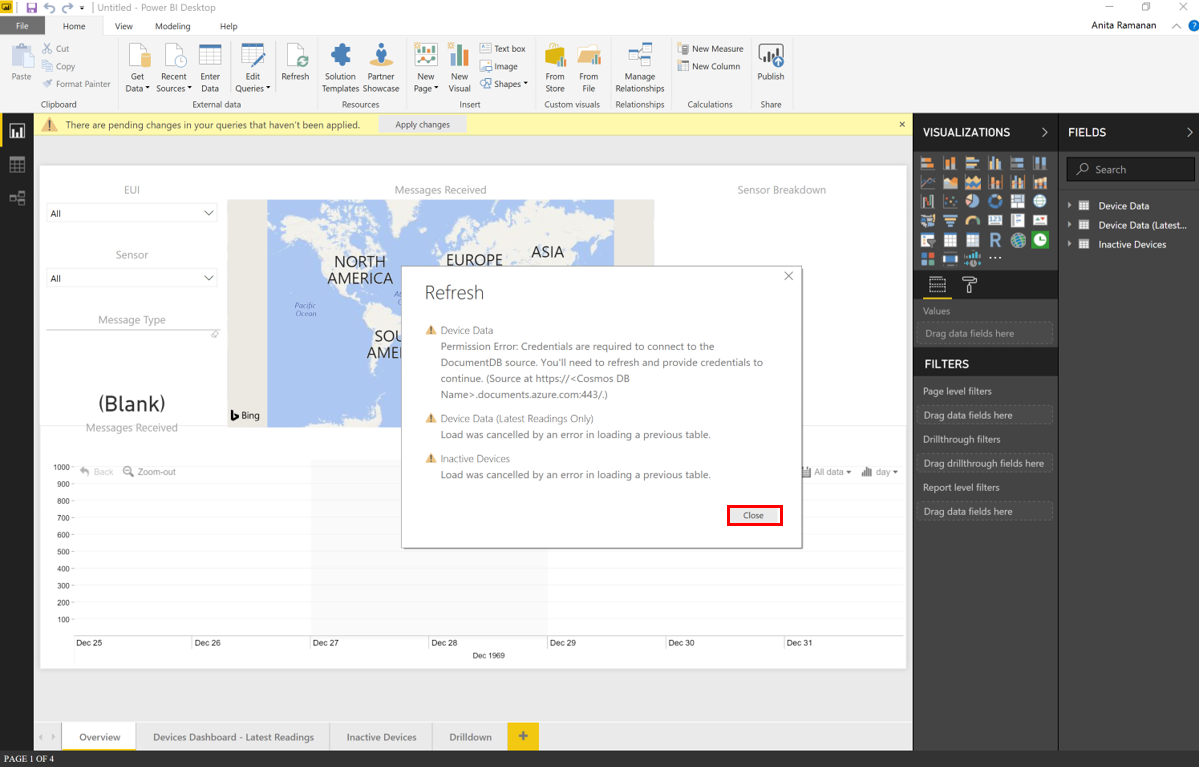 Untitled - Power BI Desktop
File
Home
View
Modeling
Help
Anita Ramanan
?
Paste
Cut
Copy
Format Painter
Clipboard
Get
Data
Recent
Sources
Enter
Data
Edit
Queries
External data
Refresh
Solution
Templates
Partner
Showcase
Resources
New
Page
New
Visual
Text box
Image
Shapes
Insert
From
Store
From
File
Custom visuals
Manage
Relationships
Relationships
New Measure
New Column
Calculations
Publish
Share
There are pending changes in your queries that haven't been applied.
Apply changes
VISUALIZATIONS
FIELDS
Search
Device Data
Device Data (Latest...
Inactive Devices
R
Values
Drag data fields here
FILTERS
Page level filters
Drag data fields here
Drillthrough filters
Drag drillthrough fields here
Report level filters
Drag data fields here
EUI
All
Sensor
All
Message Type
(Blank)
Messages Received
Messages Received
Sensor Breakdown
NORTH
AMERICA
EUROPE
ASIA
Pacific
Ocean
At
SOU
AMEI
Bing
Refresh
Device Data
Permission Error: Credentials are required to connect to the
DocumentDB source. You'll need to refresh and provide credentials to
continue. (Source at https://<Cosmos DB
Name>.documents.azure.com:443/.)
Device Data (Latest Readings Only)
Load was cancelled by an error in loading a previous table.
Inactive Devices
Load was cancelled by an error in loading a previous table.
Close
Back
Zoom-out
All data
day
1000
900
800
700
600
500
400
300
200
100
Dec 25
Dec 26
Dec 27
Dec 28
Dec 29
Dec 30
Dec 31
Dec 1969
Overview
Devices Dashboard - Latest Readings
Inactive Devices
Drilldown
+
PAGE 1 OF 4